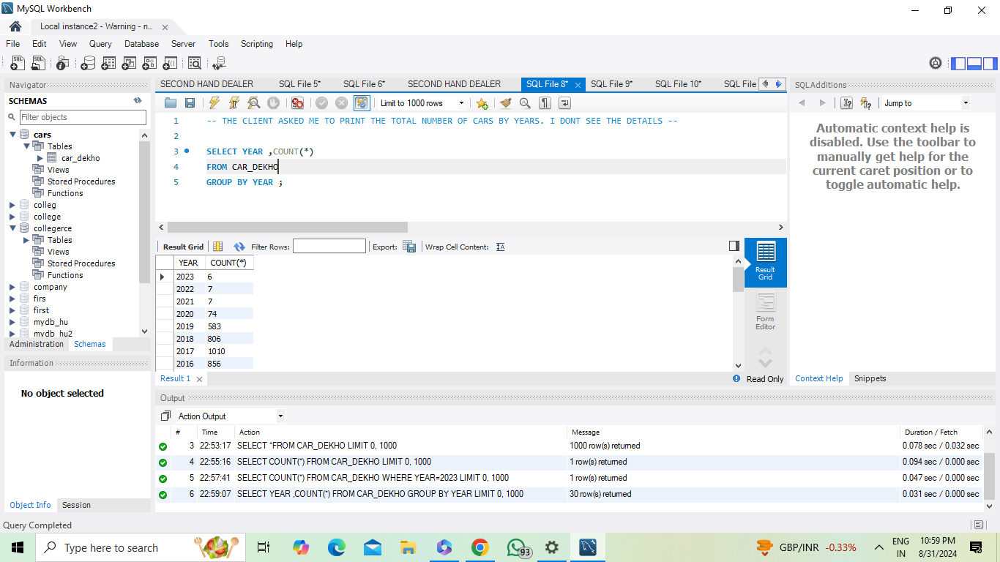 MySQL Workbench
Local instance2 - Warning - n...
File Edit View Query Database Server Tools Scripting Help
Navigator
SCHEMAS
Filter objects
cars
Tables
car_dekho
Views
Stored Procedures
Functions
colleg
college
collegerce
Tables
Views
Stored Procedures
Functions
company
firs
first
mydb_hu
mydb_hu2
Administration Schemas
Information
No object selected
Object Info Session
SECOND HAND DEALER SQL File 5* SQL File 6* SECOND HAND DEALER SQL File 8* SQL File 9* SQL File 10* SQL File
Limit to 1000 rows
1 -- THE CLIENT ASKED ME TO PRINT THE TOTAL NUMBER OF CARS BY YEARS. I DONT SEE THE DETAILS --
2
3 SELECT YEAR ,COUNT(*)
4 FROM CAR_DEKHO
5 GROUP BY YEAR ;
Result Grid Filter Rows: Export: Wrap Cell Content:
YEAR COUNT(*)
2023 6
2022 7
2021 7
2020 74
2019 583
2018 806
2017 1010
2016 856
Result Grid
Form Editor
Result 1 Read Only
SQLAdditions
Jump to
Automatic context help is
disabled. Use the toolbar to
manually get help for the
current caret position or to
toggle automatic help.
Context Help Snippets
Output
Action Output
# Time Action Message Duration / Fetch
3 22:53:17 SELECT *FROM CAR_DEKHO LIMIT 0, 1000 1000 row(s) returned 0.078 sec / 0.032 sec
4 22:55:16 SELECT COUNT(*) FROM CAR_DEKHO LIMIT 0, 1000 1 row(s) returned 0.094 sec / 0.000 sec
5 22:57:41 SELECT COUNT(*) FROM CAR_DEKHO WHERE YEAR=2023 LIMIT 0, 1000 1 row(s) returned 0.047 sec / 0.000 sec
6 22:59:07 SELECT YEAR ,COUNT(*) FROM CAR_DEKHO GROUP BY YEAR LIMIT 0, 1000 30 row(s) returned 0.031 sec / 0.000 sec
Query Completed
Type here to search
93
GBP/INR -0.33%
ENG
IN
10:59 PM
8/31/2024